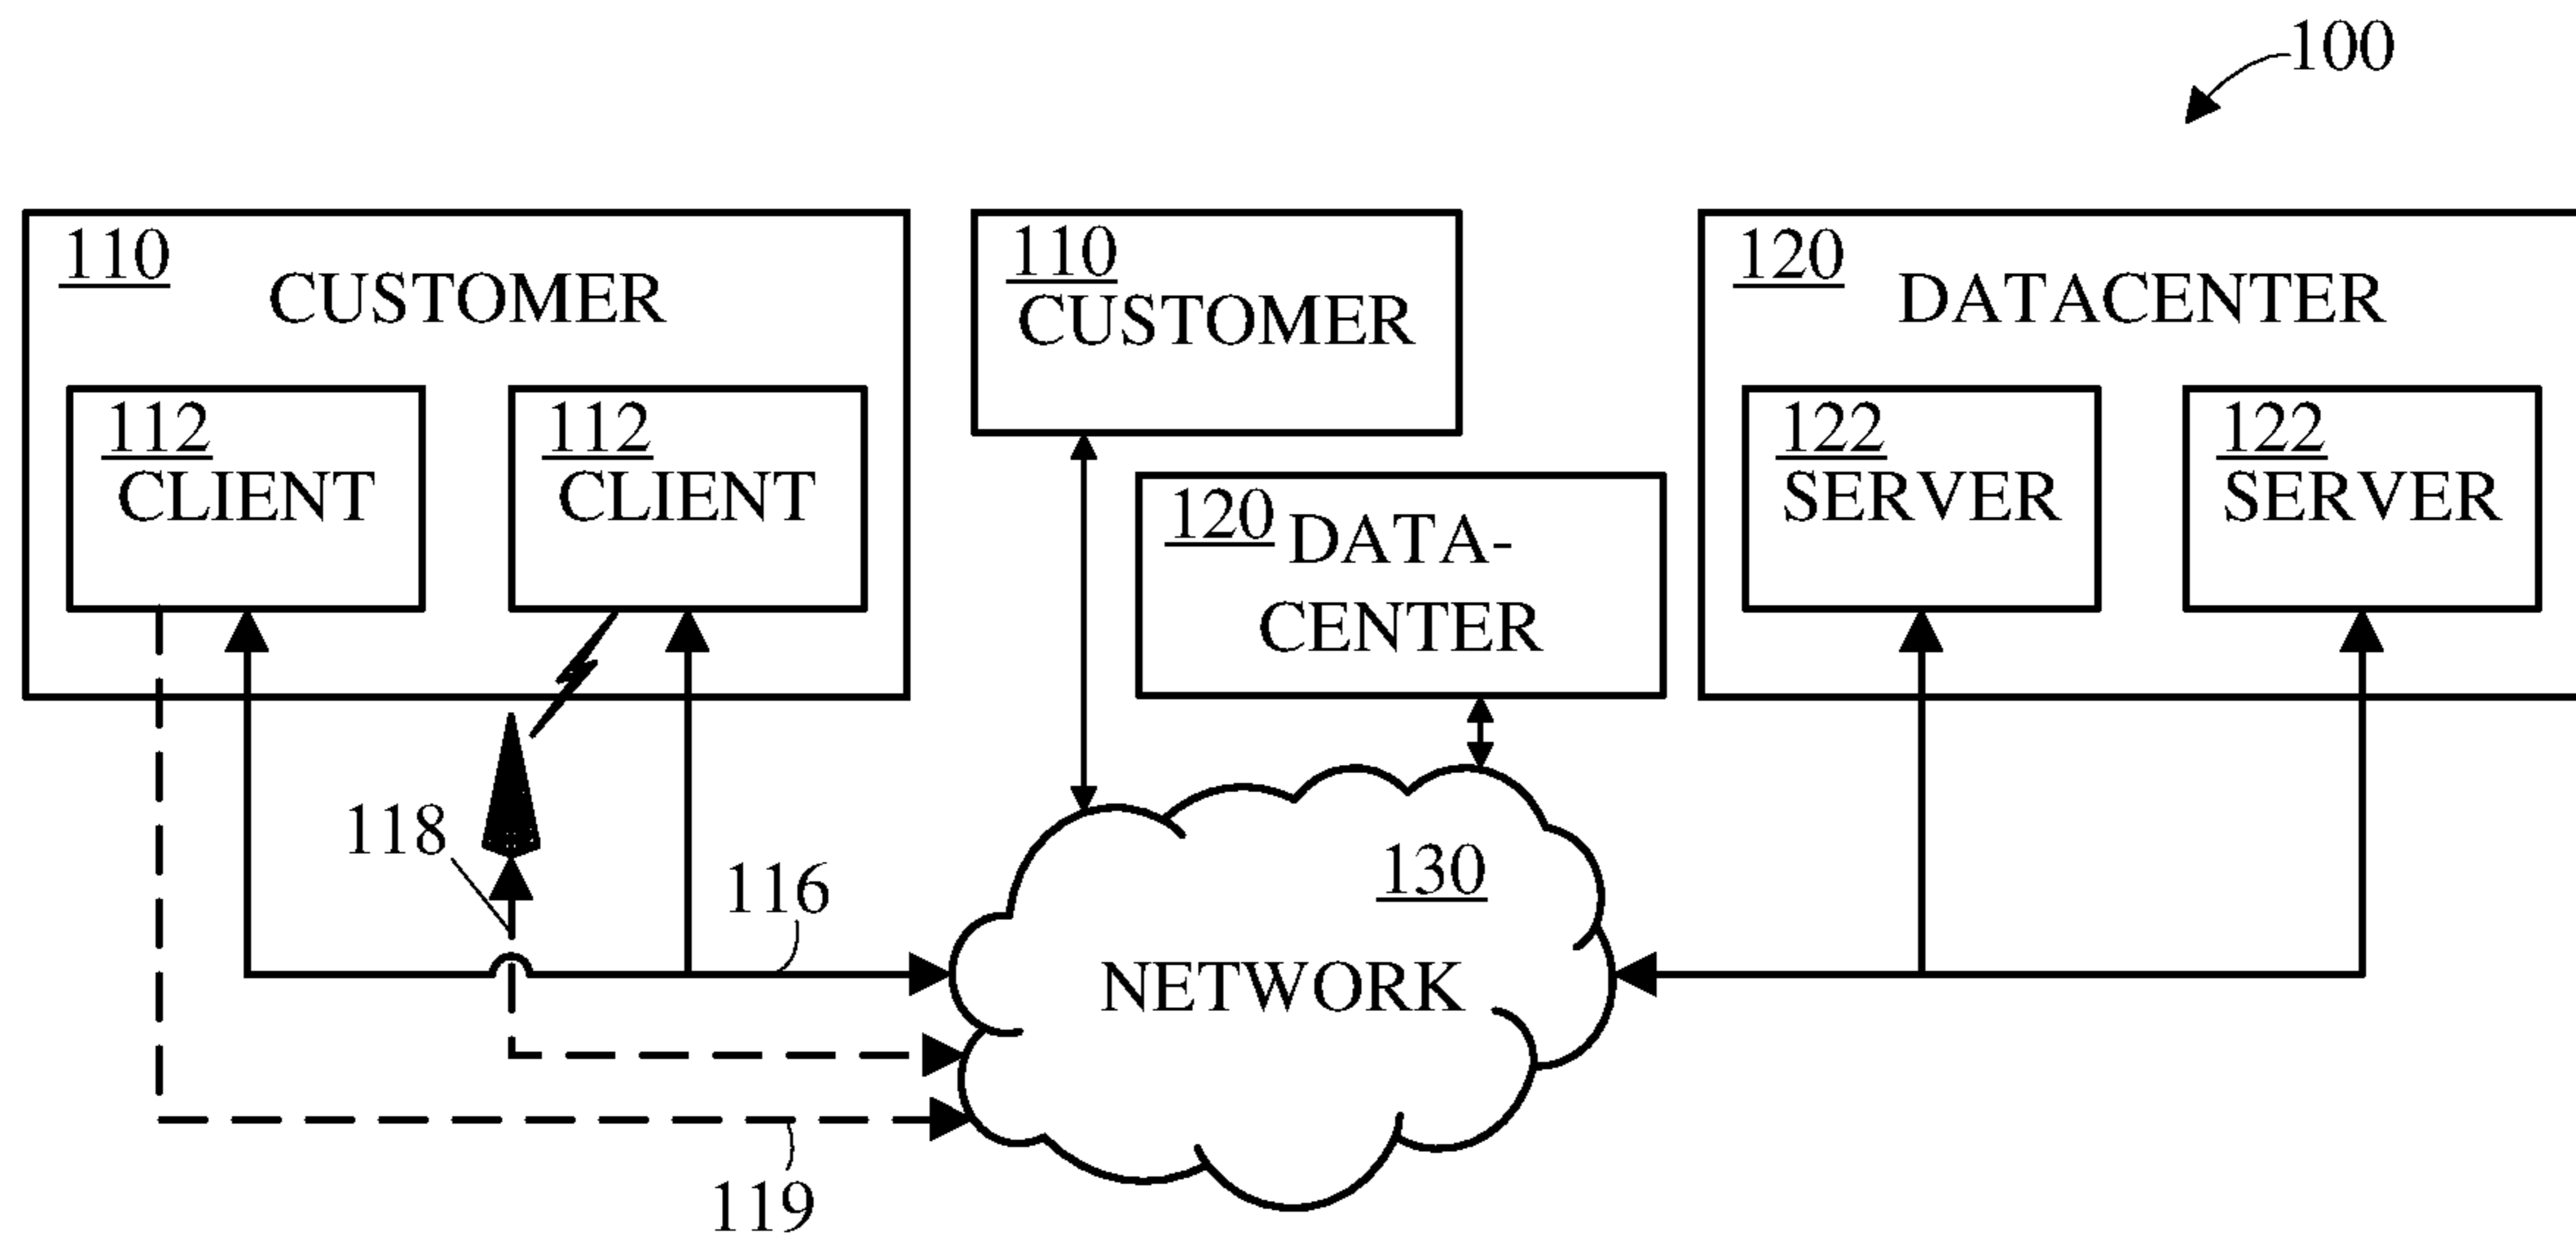 100
110
CUSTOMER
112
CLIENT
112
CLIENT
110
CUSTOMER
120
DATA-
CENTER
120
DATACENTER
122
SERVER
122
SERVER
118
116
130
NETWORK
119